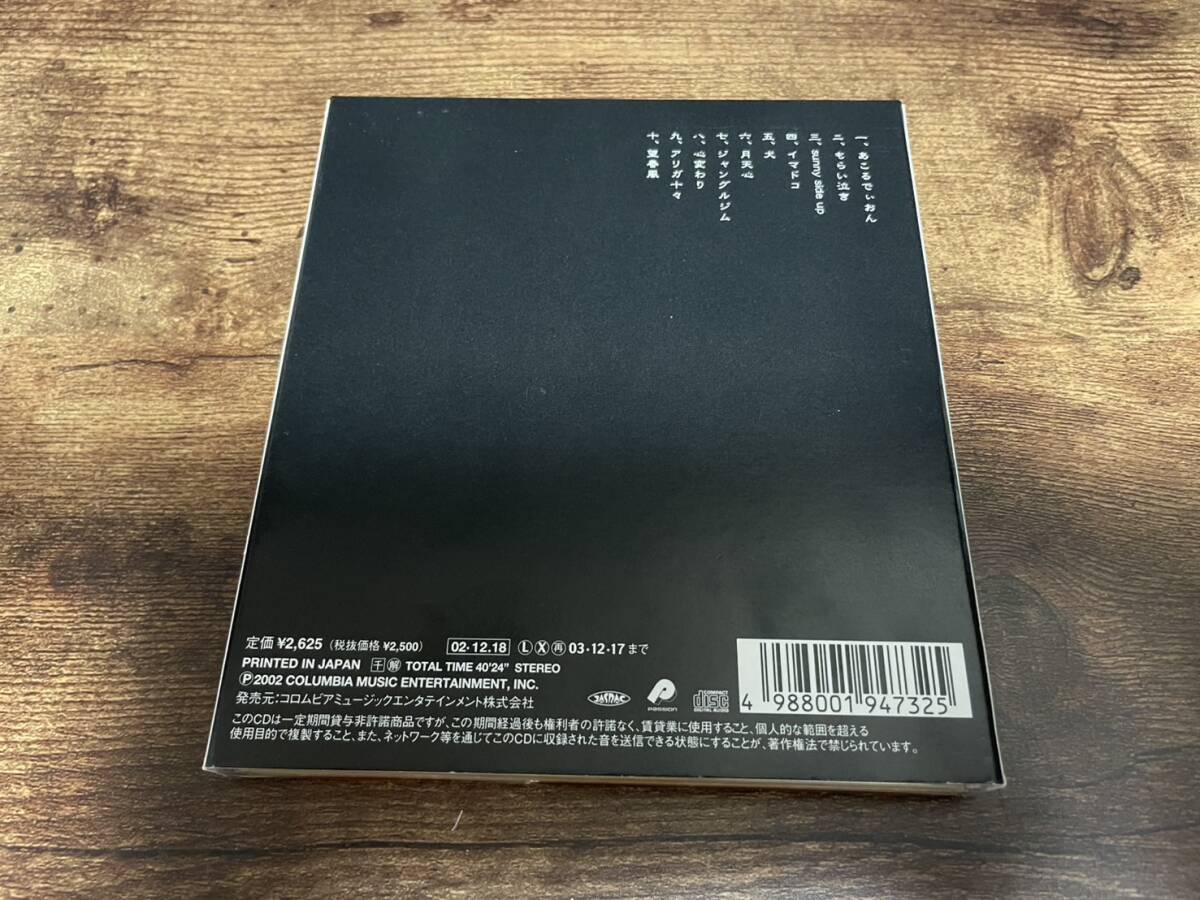 一、あこるでぃおん
二、もらい泣き
三、sunny side up
四、イマドコ
五、犬
六、月天心
七、ジャングルジム
八、心変わり
九、アリガ十々
十、望春風
定価 ¥2,625 (税抜価格 ¥2,500) 02・12・18 Ⓛ Ⓧ 再 03・12・17 まで
PRINTED IN JAPAN 干 解 TOTAL TIME 40'24" STEREO
Ⓟ2002 COLUMBIA MUSIC ENTERTAINMENT, INC.
発売元:コロムビアミュージックエンタテインメント株式会社
JASRAC
PASSION
COMPACT
disc
DIGITAL AUDIO
4 988001 947325
このCDは一定期間貸与非許諾商品ですが、この期間経過後も権利者の許諾なく、賃貸業に使用すること、個人的な範囲を超える
使用目的で複製すること、また、ネットワーク等を通じてこのCDに収録された音を送信できる状態にすることが、著作権法で禁じられています。